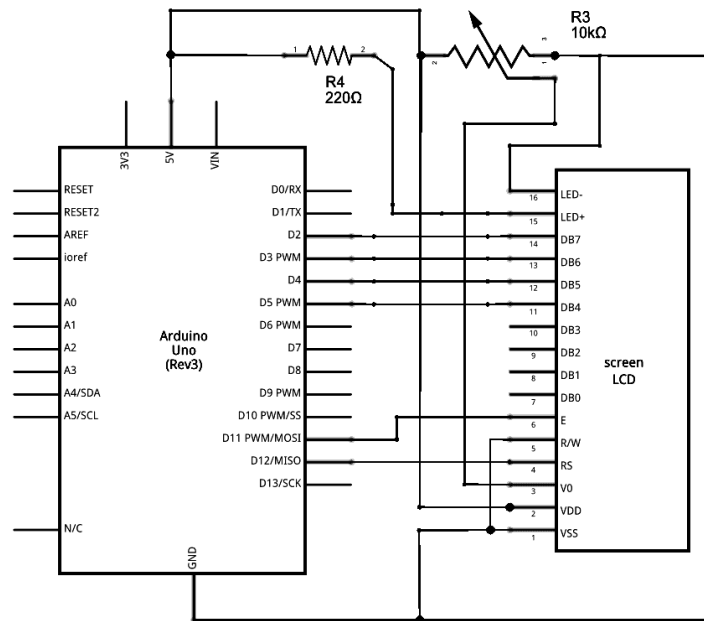 R3
10kΩ
1
2
2
3
1
R4
220Ω
3V3
5V
VIN
RESET
RESET2
AREF
ioref
A0
A1
A2
A3
A4/SDA
A5/SCL
N/C
Arduino
Uno
(Rev3)
D0/RX
D1/TX
D2
D3 PWM
D4
D5 PWM
D6 PWM
D7
D8
D9 PWM
D10 PWM/SS
D11 PWM/MOSI
D12/MISO
D13/SCK
GND
16 LED-
15 LED+
14 DB7
13 DB6
12 DB5
11 DB4
10 DB3
9 DB2
8 DB1
7 DB0
6 E
5 R/W
4 RS
3 V0
2 VDD
1 VSS
screen
LCD